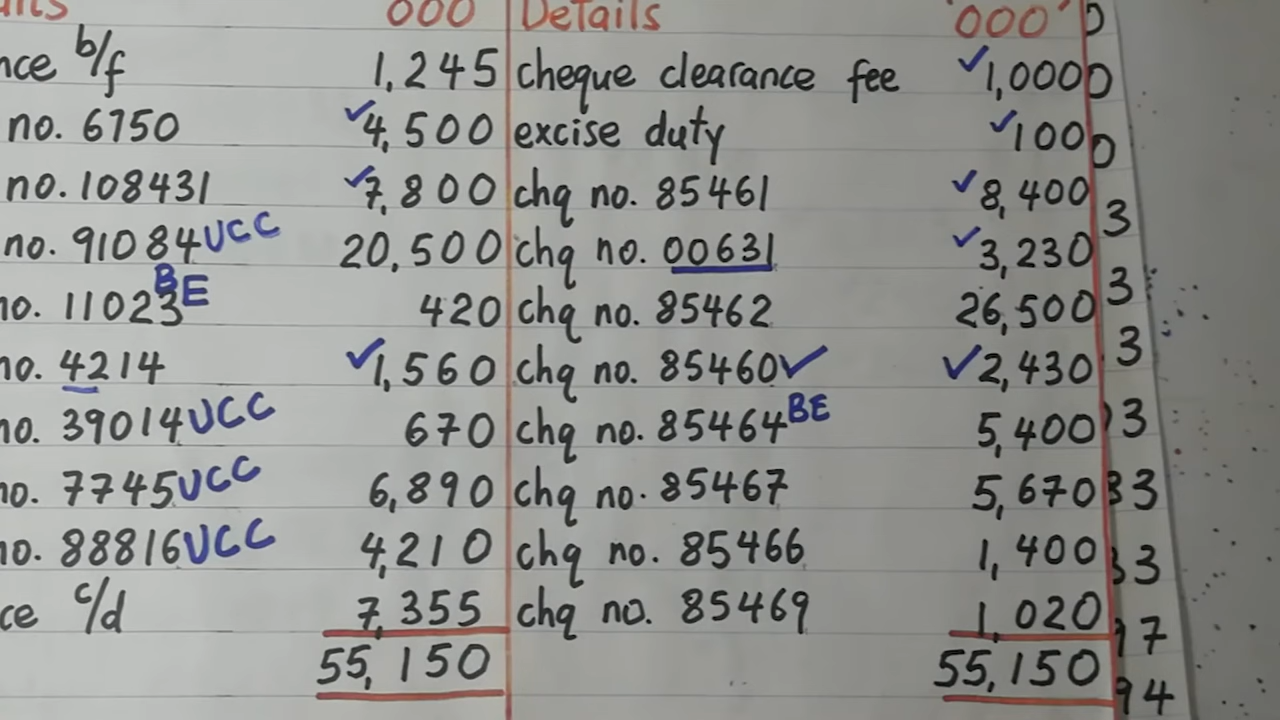 000 Details '000'
nce b/f 1,245 cheque clearance fee ✓1,000
no. 6750 ✓4,500 excise duty ✓100
no. 108431 ✓7,800 chq no. 85461 ✓8,400
no. 91084 UCC 20,500 chq no. 00631 ✓3,230
no. 11023 BE 420 chq no. 85462 26,500
no. 4214 ✓1,560 chq no. 85460✓ ✓2,430
no. 39014 UCC 670 chq no. 85464 BE 5,400
no. 7745 UCC 6,890 chq no. 85467 5,670
no. 88816 UCC 4,210 chq no. 85466 1,400
ce c/d 7,355 chq no. 85469 1,020
55,150 55,150